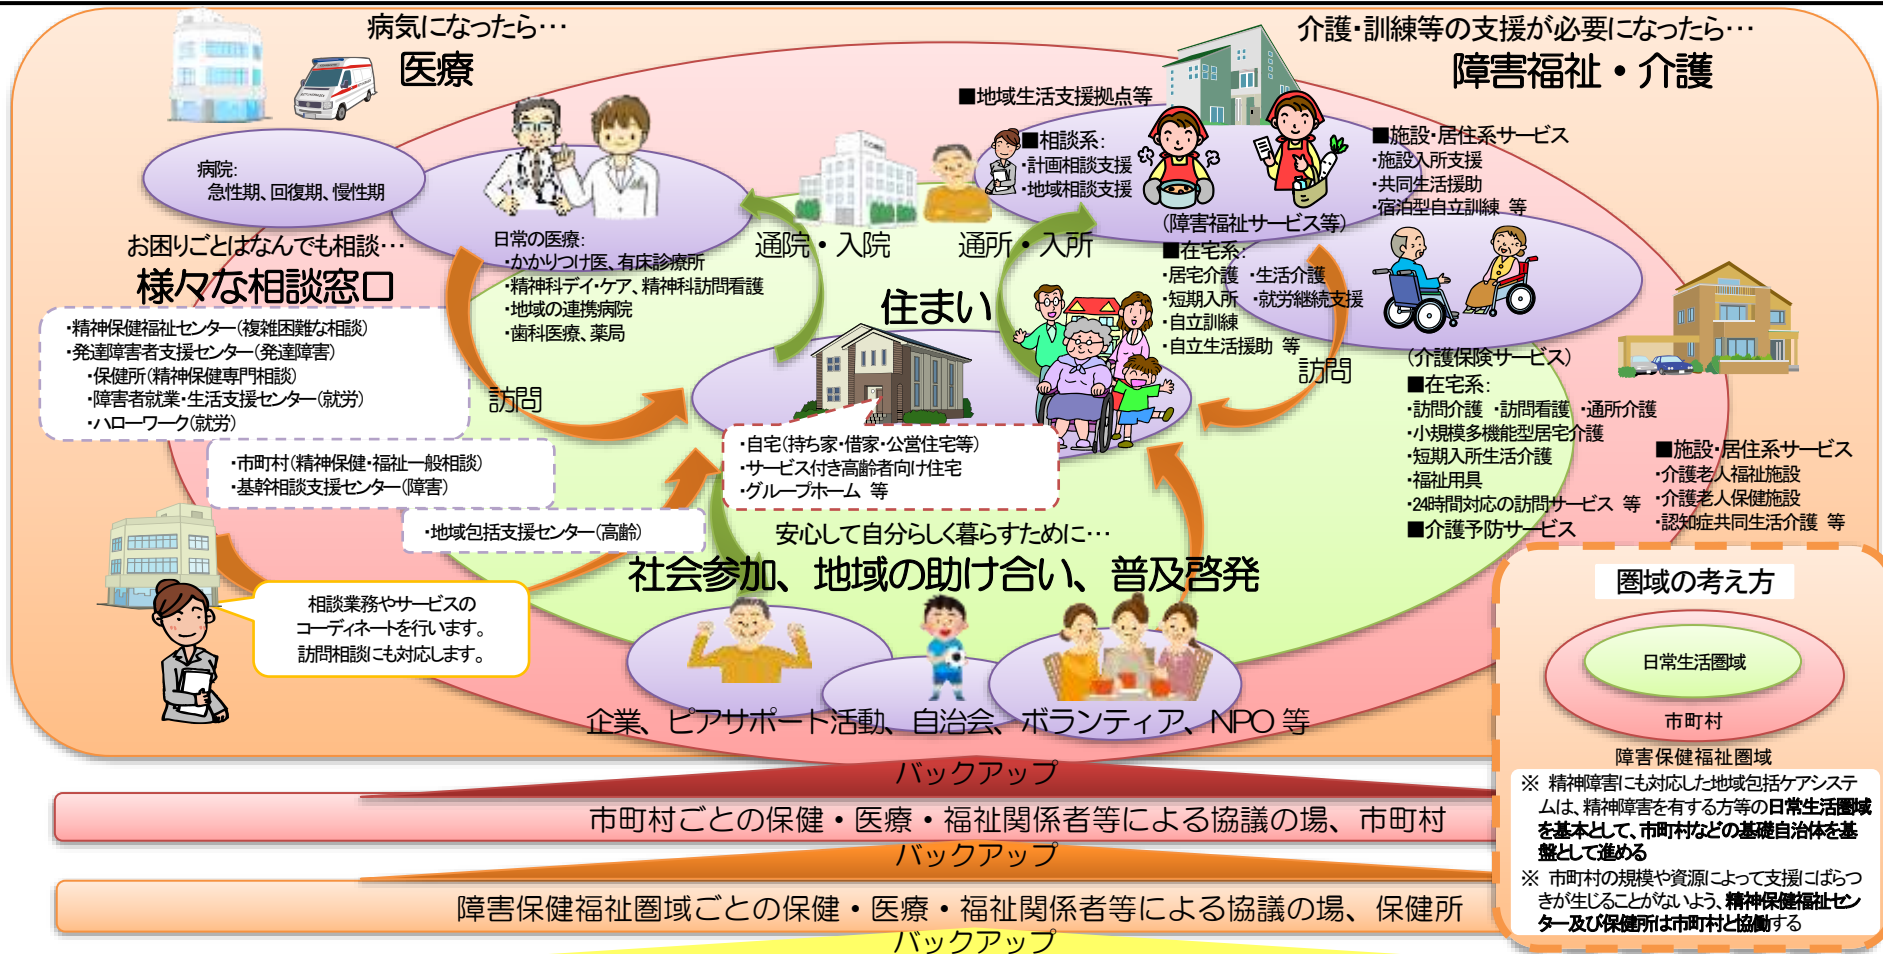 病気になったら…
医療
介護・訓練等の支援が必要になったら…
障害福祉・介護
病院:
急性期、回復期、慢性期
日常の医療:
・かかりつけ医、有床診療所
・精神科デイ・ケア、精神科訪問看護
・地域の連携病院
・歯科医療、薬局
通院・入院
通所・入所
■地域生活支援拠点等
■相談系:
・計画相談支援
・地域相談支援
■施設・居住系サービス
・施設入所支援
・共同生活援助
・宿泊型自立訓練 等
(障害福祉サービス等)
■在宅系:
・居宅介護 ・生活介護
・短期入所 ・就労継続支援
・自立訓練
・自立生活援助 等
訪問
お困りごとはなんでも相談…
様々な相談窓口
・精神保健福祉センター(複雑困難な相談)
・発達障害者支援センター(発達障害)
・保健所(精神保健専門相談)
・障害者就業・生活支援センター(就労)
・ハローワーク(就労)
・市町村(精神保健・福祉一般相談)
・基幹相談支援センター(障害)
・地域包括支援センター(高齢)
訪問
住まい
・自宅(持ち家・借家・公営住宅等)
・サービス付き高齢者向け住宅
・グループホーム 等
(介護保険サービス)
■在宅系:
・訪問介護 ・訪問看護 ・通所介護
・小規模多機能型居宅介護
・短期入所生活介護
・福祉用具
・24時間対応の訪問サービス 等
■介護予防サービス
■施設・居住系サービス
・介護老人福祉施設
・介護老人保健施設
・認知症共同生活介護 等
安心して自分らしく暮らすために…
社会参加、地域の助け合い、普及啓発
相談業務やサービスの
コーディネートを行います。
訪問相談にも対応します。
企業、ピアサポート活動、自治会、ボランティア、NPO 等
バックアップ
市町村ごとの保健・医療・福祉関係者等による協議の場、市町村
バックアップ
障害保健福祉圏域ごとの保健・医療・福祉関係者等による協議の場、保健所
バックアップ
圏域の考え方
日常生活圏域
市町村
障害保健福祉圏域
※ 精神障害にも対応した地域包括ケアシステ
ムは、精神障害を有する方等の日常生活圏域
を基本として、市町村などの基礎自治体を基
盤として進める
※ 市町村の規模や資源によって支援にばらつ
きが生じることがないよう、精神保健福祉セン
ター及び保健所は市町村と協働する